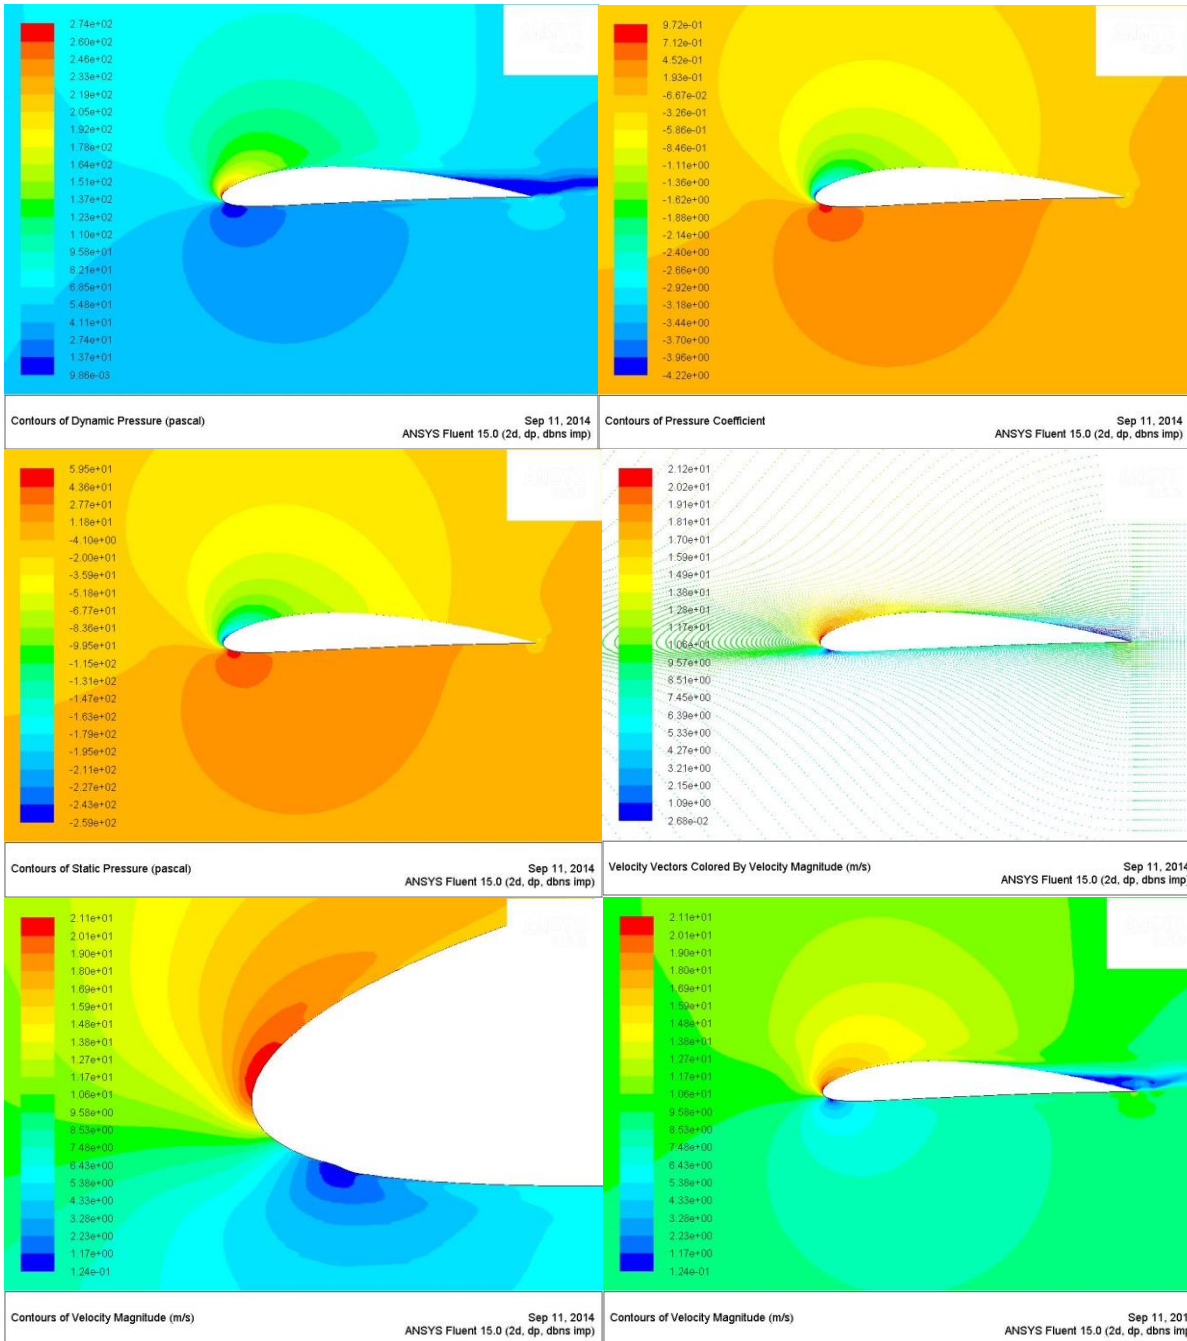 2.74e+02
2.60e+02
2.46e+02
2.33e+02
2.19e+02
2.05e+02
1.92e+02
1.78e+02
1.64e+02
1.51e+02
1.37e+02
1.23e+02
1.10e+02
9.58e+01
8.21e+01
6.85e+01
5.48e+01
4.11e+01
2.74e+01
1.37e+01
9.86e-03
Contours of Dynamic Pressure (pascal)
Sep 11, 2014
ANSYS Fluent 15.0 (2d, dp, dbns imp)
9.72e-01
7.12e-01
4.52e-01
1.93e-01
-6.67e-02
-3.26e-01
-5.86e-01
-8.46e-01
-1.11e+00
-1.36e+00
-1.62e+00
-1.88e+00
-2.14e+00
-2.40e+00
-2.66e+00
-2.92e+00
-3.18e+00
-3.44e+00
-3.70e+00
-3.96e+00
-4.22e+00
Contours of Pressure Coefficient
Sep 11, 2014
ANSYS Fluent 15.0 (2d, dp, dbns imp)
5.95e+01
4.36e+01
2.77e+01
1.18e+01
-4.10e+00
-2.00e+01
-3.59e+01
-5.18e+01
-6.77e+01
-8.36e+01
-9.95e+01
-1.15e+02
-1.31e+02
-1.47e+02
-1.63e+02
-1.79e+02
-1.95e+02
-2.11e+02
-2.27e+02
-2.43e+02
-2.59e+02
Contours of Static Pressure (pascal)
Sep 11, 2014
ANSYS Fluent 15.0 (2d, dp, dbns imp)
2.12e+01
2.02e+01
1.91e+01
1.81e+01
1.70e+01
1.59e+01
1.49e+01
1.38e+01
1.28e+01
1.17e+01
1.06e+01
9.57e+00
8.51e+00
7.45e+00
6.39e+00
5.33e+00
4.27e+00
3.21e+00
2.15e+00
1.09e+00
2.68e-02
Velocity Vectors Colored By Velocity Magnitude (m/s)
Sep 11, 2014
ANSYS Fluent 15.0 (2d, dp, dbns imp)
2.11e+01
2.01e+01
1.90e+01
1.80e+01
1.69e+01
1.59e+01
1.48e+01
1.38e+01
1.27e+01
1.17e+01
1.06e+01
9.58e+00
8.53e+00
7.48e+00
6.43e+00
5.38e+00
4.33e+00
3.28e+00
2.23e+00
1.17e+00
1.24e-01
Contours of Velocity Magnitude (m/s)
Sep 11, 2014
ANSYS Fluent 15.0 (2d, dp, dbns imp)
2.11e+01
2.01e+01
1.90e+01
1.80e+01
1.69e+01
1.59e+01
1.48e+01
1.38e+01
1.27e+01
1.17e+01
1.06e+01
9.58e+00
8.53e+00
7.48e+00
6.43e+00
5.38e+00
4.33e+00
3.28e+00
2.23e+00
1.17e+00
1.24e-01
Contours of Velocity Magnitude (m/s)
Sep 11, 201
ANSYS Fluent 15.0 (2d, dp, dbns imp)